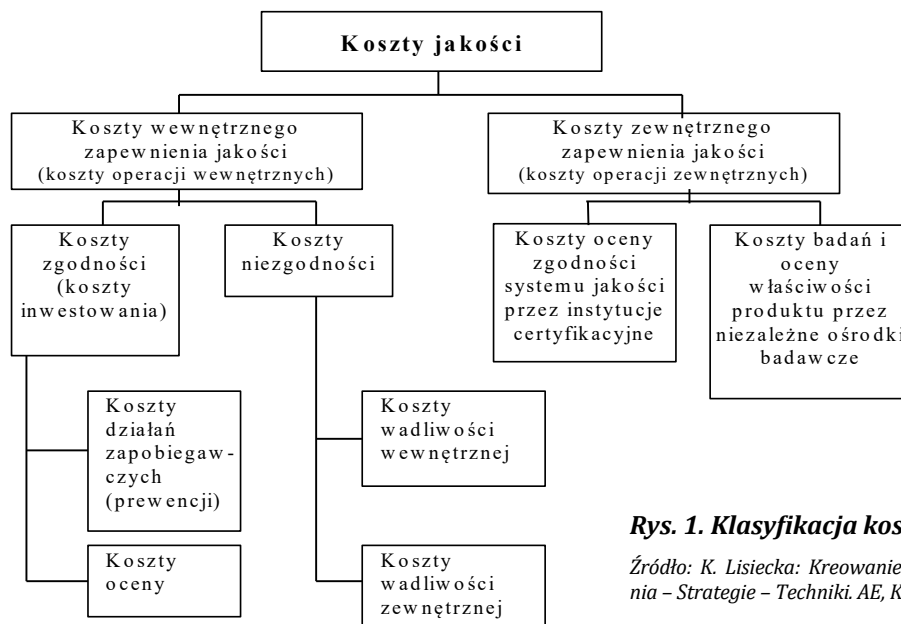 Koszty jakości
Koszty wewnętrznego
zapewnienia jakości
(koszty operacji wewnętrznych)
Koszty zewnętrznego
zapewnienia jakości
(koszty operacji zewnętrznych)
Koszty
zgodności
(koszty
inwestowania)
Koszty
niezgodności
Koszty oceny
zgodności
systemu jakości
przez instytucje
certyfikacyjne
Koszty badań i
oceny
właściwości
produktu przez
niezależne ośrodki
badawcze
Koszty
działań
zapobiegaw-
czych
(prewencji)
Koszty
wadliwości
wewnętrznej
Koszty
oceny
Koszty
wadliwości
zewnętrznej
Rys. 1. Klasyfikacja kos
Źródło: K. Lisiecka: Kreowanie
nia – Strategie – Techniki. AE, K